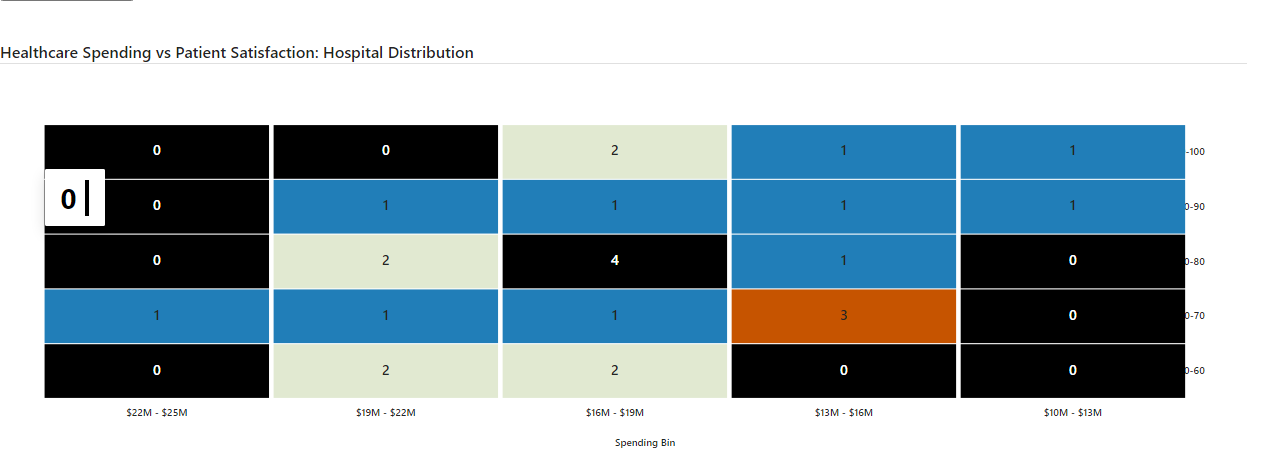 Healthcare Spending vs Patient Satisfaction: Hospital Distribution
0 0 2 1 1 -100
0
0 1 1 1 1 0-90
0 2 4 1 0 0-80
1 1 1 3 0 0-70
0 2 2 0 0 0-60
$22M - $25M $19M - $22M $16M - $19M $13M - $16M $10M - $13M
Spending Bin